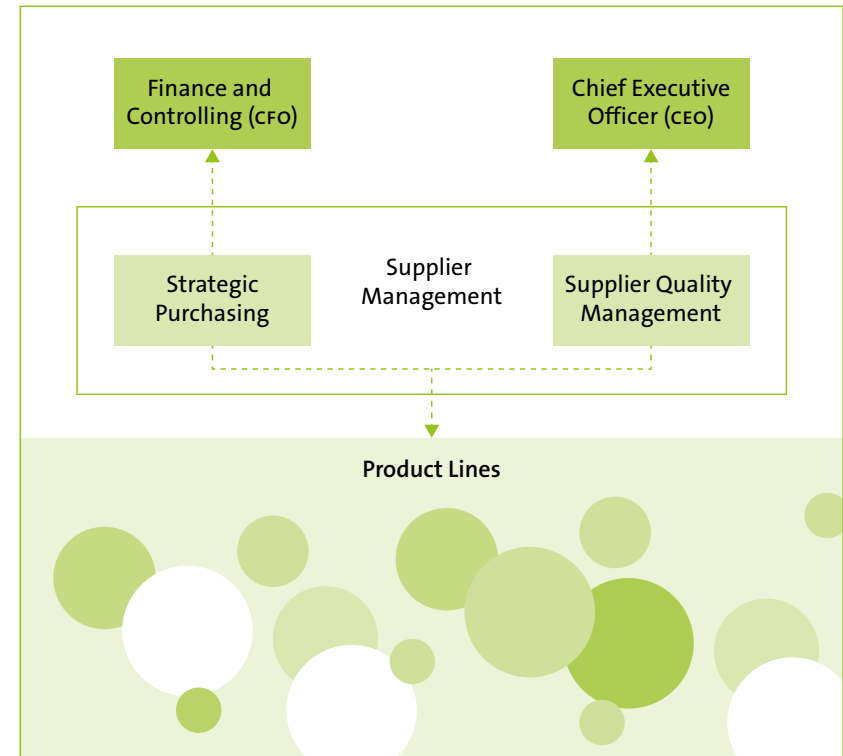 Finance and
Controlling (CFO)
Chief Executive
Officer (CEO)
Strategic
Purchasing
Supplier
Management
Supplier Quality
Management
Product Lines